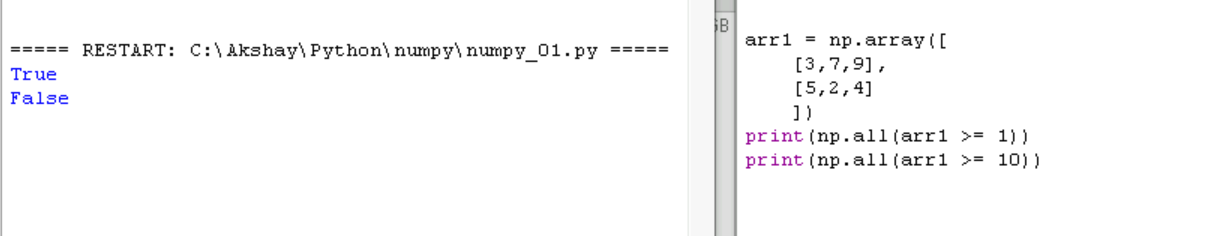 ===== RESTART: C:\Akshay\Python\numpy\numpy_01.py =====
True
False
GB
arr1 = np.array([
    [3,7,9],
    [5,2,4]
    ])
print(np.all(arr1 >= 1))
print(np.all(arr1 >= 10))